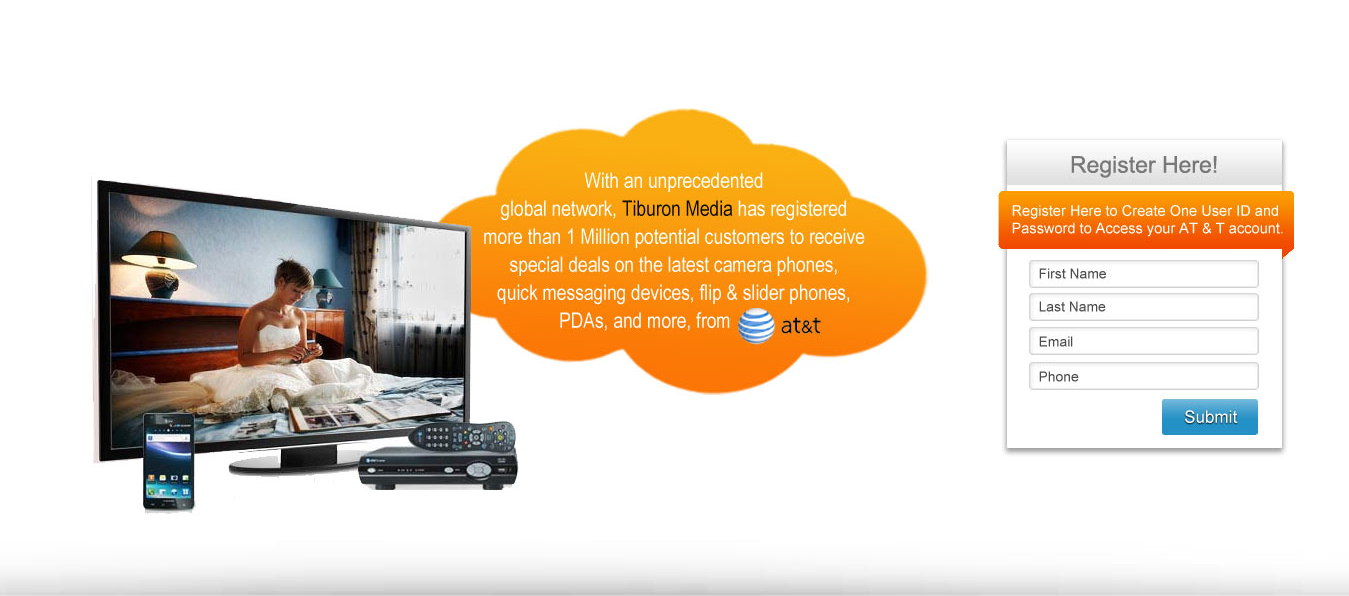 With an unprecedented
global network, Tiburon Media has registered
more than 1 Million potential customers to receive
special deals on the latest camera phones,
quick messaging devices, flip & slider phones,
PDAs, and more, from at&t
Register Here!
Register Here to Create One User ID and
Password to Access your AT & T account.
First Name
Last Name
Email
Phone
Submit